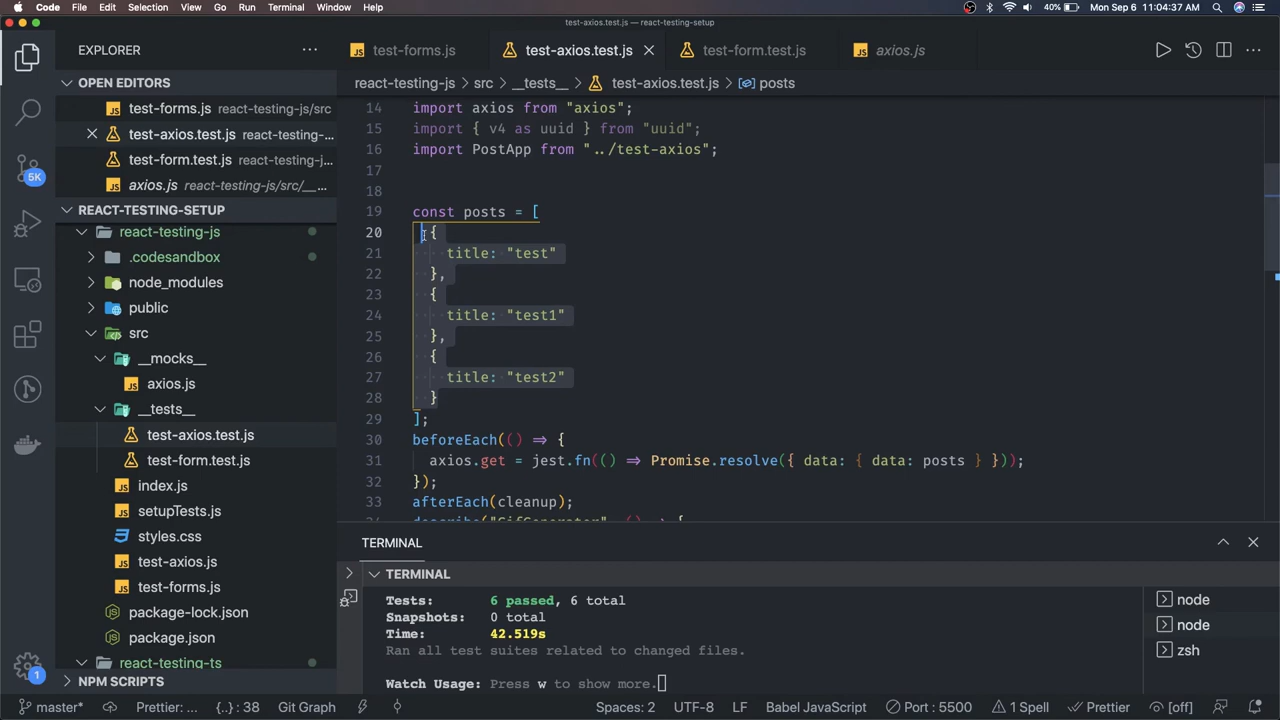 Code File Edit Selection View Go Run Terminal Window Help 40% Mon Sep 6 11:04:37 AM
test-axios.test.js — react-testing-setup
EXPLORER
test-forms.js test-axios.test.js test-form.test.js axios.js
OPEN EDITORS
react-testing-js > src > __tests__ > test-axios.test.js > posts
test-forms.js react-testing-js/src
test-axios.test.js react-testing-...
test-form.test.js react-testing-j...
axios.js react-testing-js/src/__...
REACT-TESTING-SETUP
react-testing-js
.codesandbox
node_modules
public
src
__mocks__
axios.js
__tests__
test-axios.test.js
test-form.test.js
index.js
setupTests.js
styles.css
test-axios.js
test-forms.js
package-lock.json
package.json
react-testing-ts
NPM SCRIPTS
5K
1
14 import axios from "axios";
15 import { v4 as uuid } from "uuid";
16 import PostApp from "../test-axios";
17
18
19 const posts = [
20 {
21 title: "test"
22 },
23 {
24 title: "test1"
25 },
26 {
27 title: "test2"
28 }
29 ];
30 beforeEach(() => {
31 axios.get = jest.fn(() => Promise.resolve({ data: { data: posts } }));
32 });
33 afterEach(cleanup);
34 describe("GifGenerator", () => {
TERMINAL
TERMINAL
Tests: 6 passed, 6 total
Snapshots: 0 total
Time: 42.519s
Ran all test suites related to changed files.
Watch Usage: Press w to show more.
node
node
zsh
master* Prettier: ... {..} : 38 Git Graph Spaces: 2 UTF-8 LF Babel JavaScript Port : 5500 1 Spell Prettier [off]